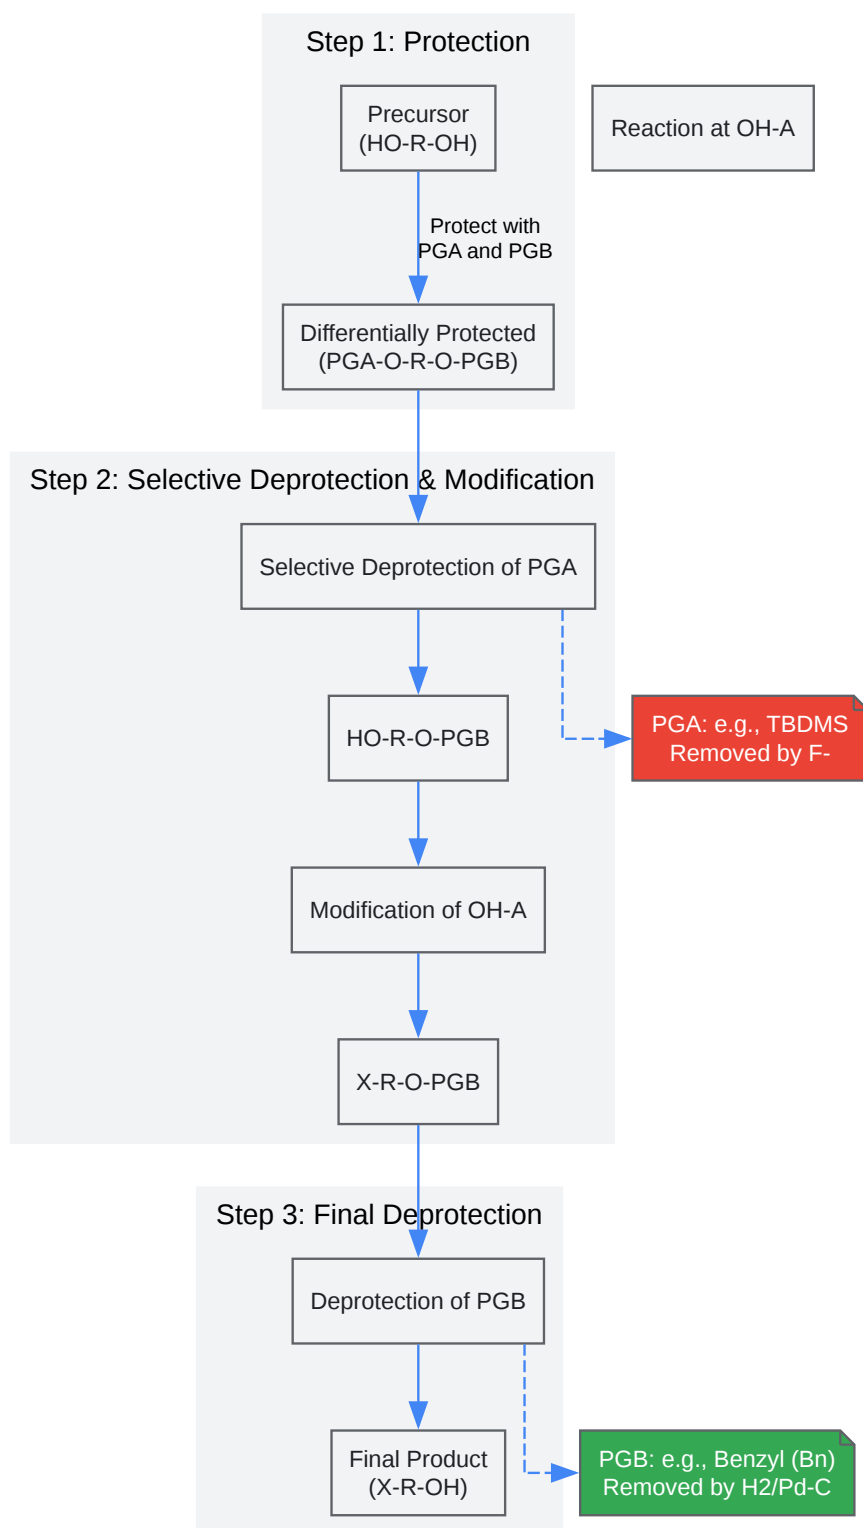 Step 1: Protection
Precursor
(HO-R-OH)
Reaction at OH-A
Protect with
PGA and PGB
Differentially Protected
(PGA-O-R-O-PGB)
Step 2: Selective Deprotection & Modification
Selective Deprotection of PGA
HO-R-O-PGB
PGA: e.g., TBDMS
Removed by F-
Modification of OH-A
X-R-O-PGB
Step 3: Final Deprotection
Deprotection of PGB
Final Product
(X-R-OH)
PGB: e.g., Benzyl (Bn)
Removed by H2/Pd-C